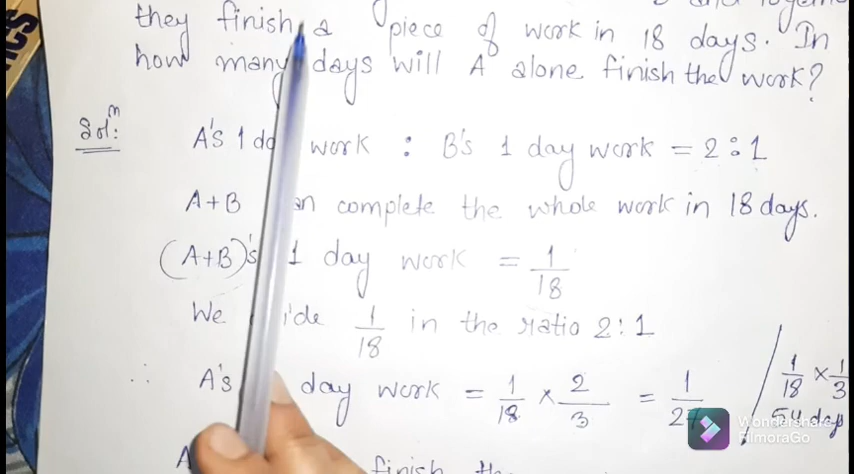 they finish a piece of work in 18 days. In
how many days will A alone finish the work?
Solⁿ:
A's 1 work : B's 1 day work = 2:1
A+B complete the whole work in 18 days.
(A+B)'s 1 day work = 1/18
We 1/18 in the ratio 2:1
∴ A's day work = 1/18 × 2/3 = 1/27
1/18 × 1/3
54 days
finish the
Wondershare
FilmoraGo